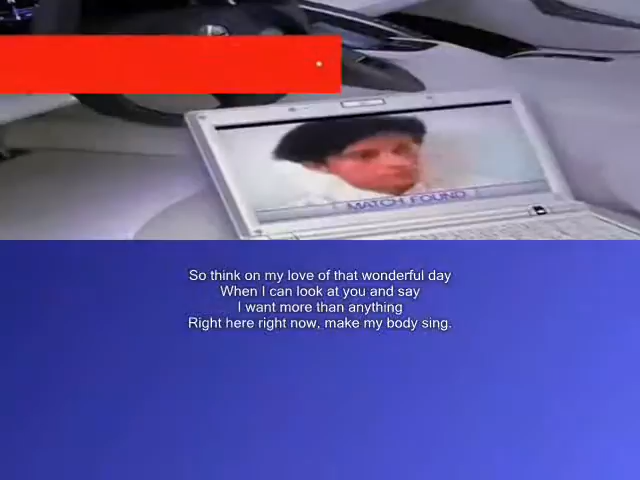 MATCH FOUND
So think on my love of that wonderful day
When I can look at you and say
I want more than anything
Right here right now, make my body sing.